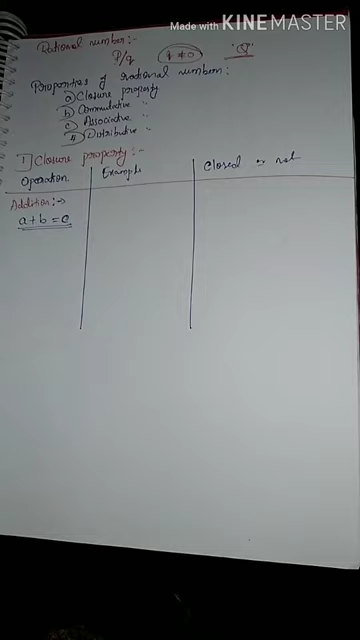 Made with KINEMASTER
Rational number:-
P/q q ≠ 0 "Q"
Properties of rational numbers:
a) Closure property
b) Commutative "
c) Associative "
4) Distributive "
1) Closure property:-
Operation Example Closed or not
Addition:→
a + b = c